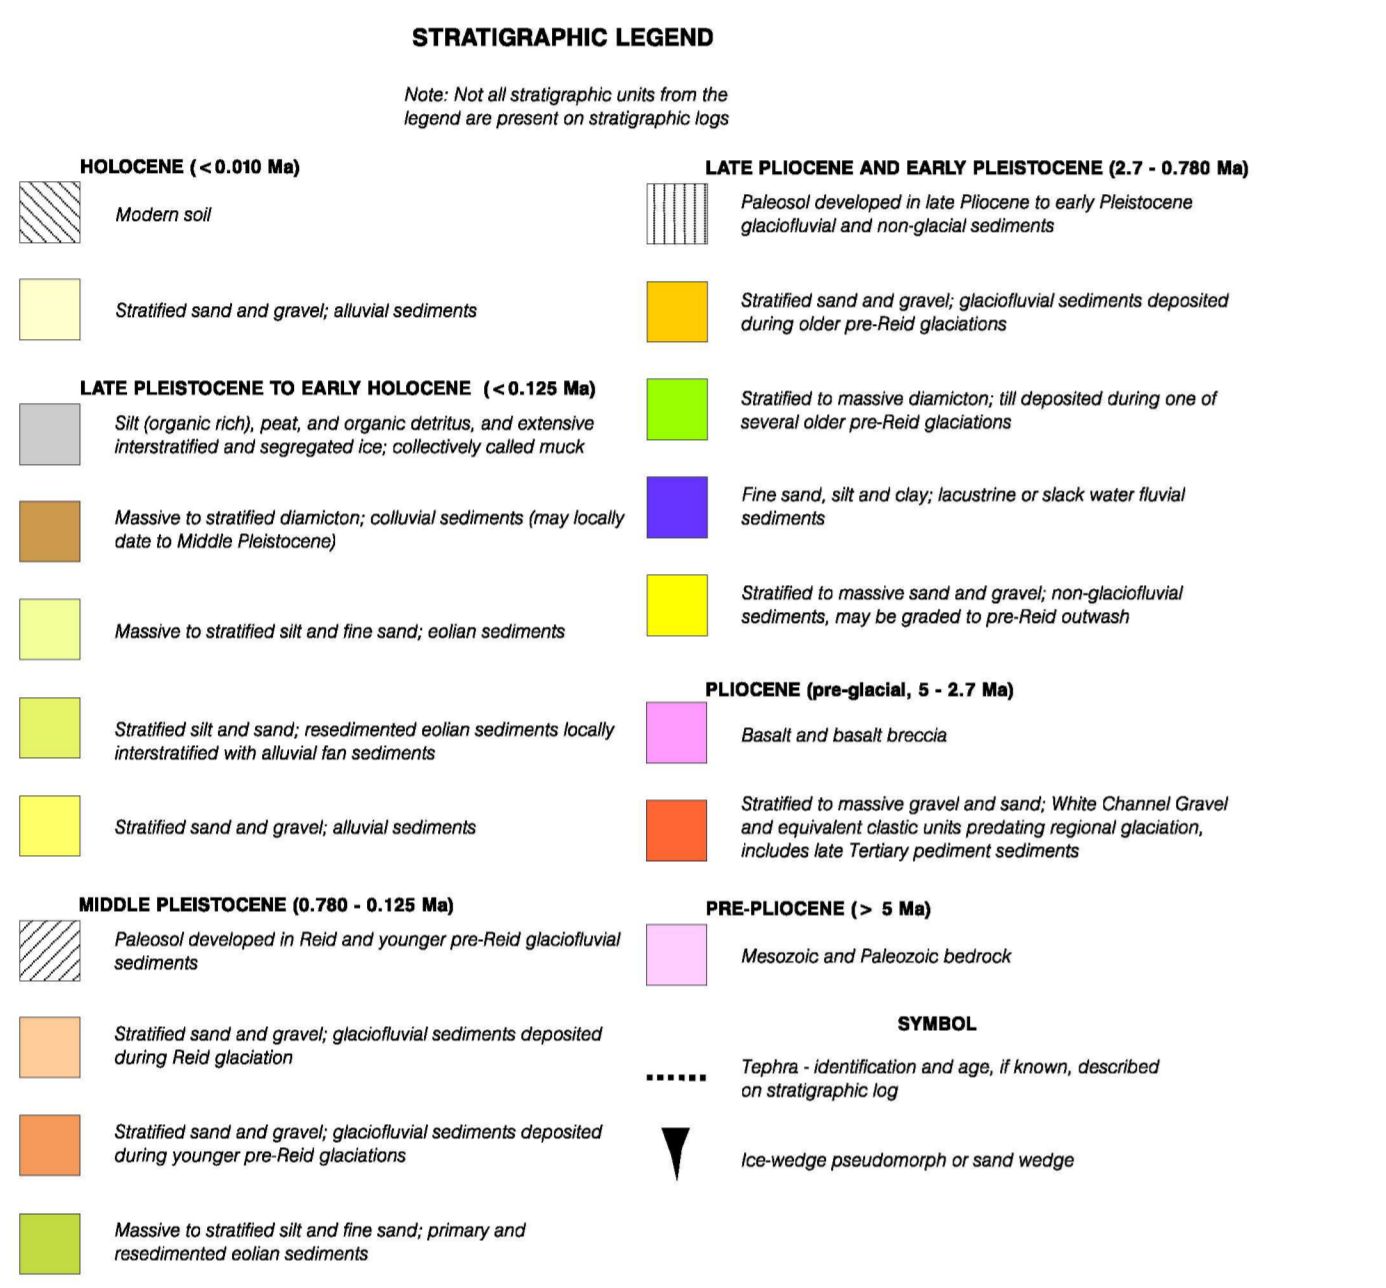 STRATIGRAPHIC LEGEND
Note: Not all stratigraphic units from the
legend are present on stratigraphic logs
HOLOCENE (<0.010 Ma)
Modern soil
Stratified sand and gravel; alluvial sediments
LATE PLEISTOCENE TO EARLY HOLOCENE (<0.125 Ma)
Silt (organic rich), peat, and organic detritus, and extensive
interstratified and segregated ice; collectively called muck
Massive to stratified diamicton; colluvial sediments (may locally
date to Middle Pleistocene)
Massive to stratified silt and fine sand; eolian sediments
Stratified silt and sand; resedimented eolian sediments locally
interstratified with alluvial fan sediments
Stratified sand and gravel; alluvial sediments
MIDDLE PLEISTOCENE (0.780 - 0.125 Ma)
Paleosol developed in Reid and younger pre-Reid glaciofluvial
sediments
Stratified sand and gravel; glaciofluvial sediments deposited
during Reid glaciation
Stratified sand and gravel; glaciofluvial sediments deposited
during younger pre-Reid glaciations
Massive to stratified silt and fine sand; primary and
resedimented eolian sediments
LATE PLIOCENE AND EARLY PLEISTOCENE (2.7 - 0.780 Ma)
Paleosol developed in late Pliocene to early Pleistocene
glaciofluvial and non-glacial sediments
Stratified sand and gravel; glaciofluvial sediments deposited
during older pre-Reid glaciations
Stratified to massive diamicton; till deposited during one of
several older pre-Reid glaciations
Fine sand, silt and clay; lacustrine or slack water fluvial
sediments
Stratified to massive sand and gravel; non-glaciofluvial
sediments, may be graded to pre-Reid outwash
PLIOCENE (pre-glacial, 5 - 2.7 Ma)
Basalt and basalt breccia
Stratified to massive gravel and sand; White Channel Gravel
and equivalent clastic units predating regional glaciation,
includes late Tertiary pediment sediments
PRE-PLIOCENE (> 5 Ma)
Mesozoic and Paleozoic bedrock
SYMBOL
Tephra - identification and age, if known, described
on stratigraphic log
Ice-wedge pseudomorph or sand wedge